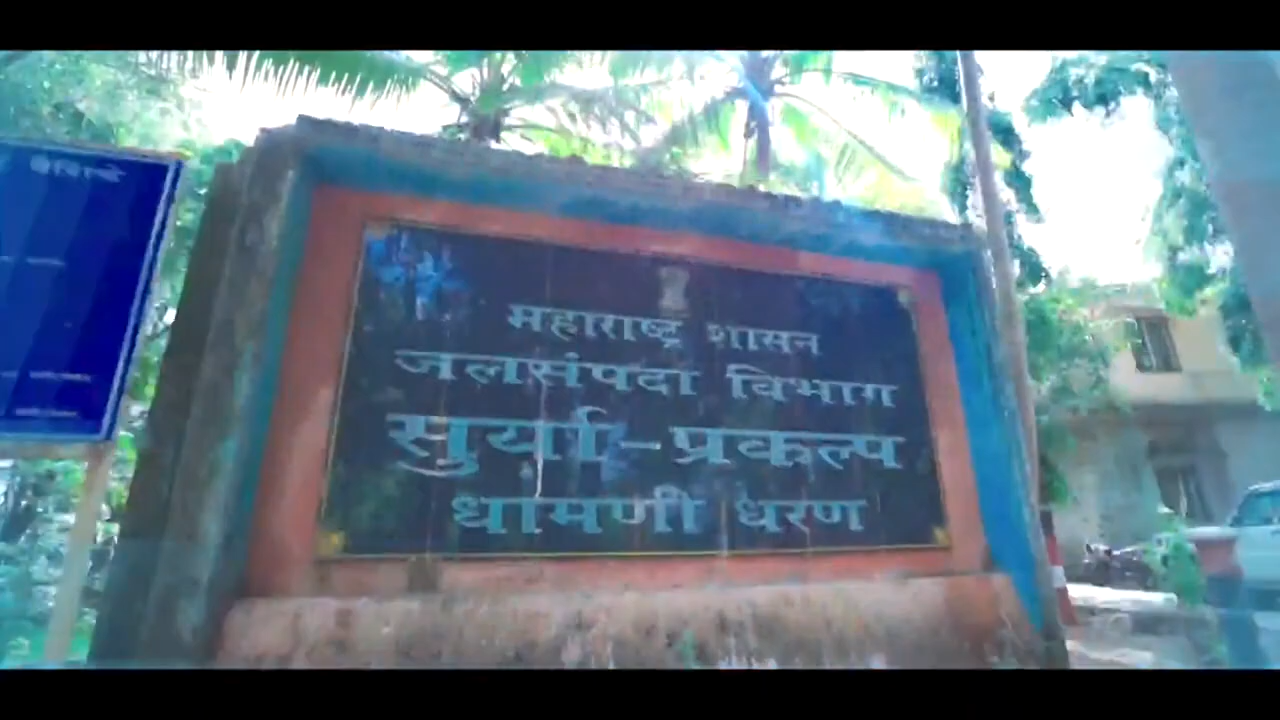 महाराष्ट्र शासन
जलसंपदा विभाग
सुर्या-प्रकल्प
धामणी धरण